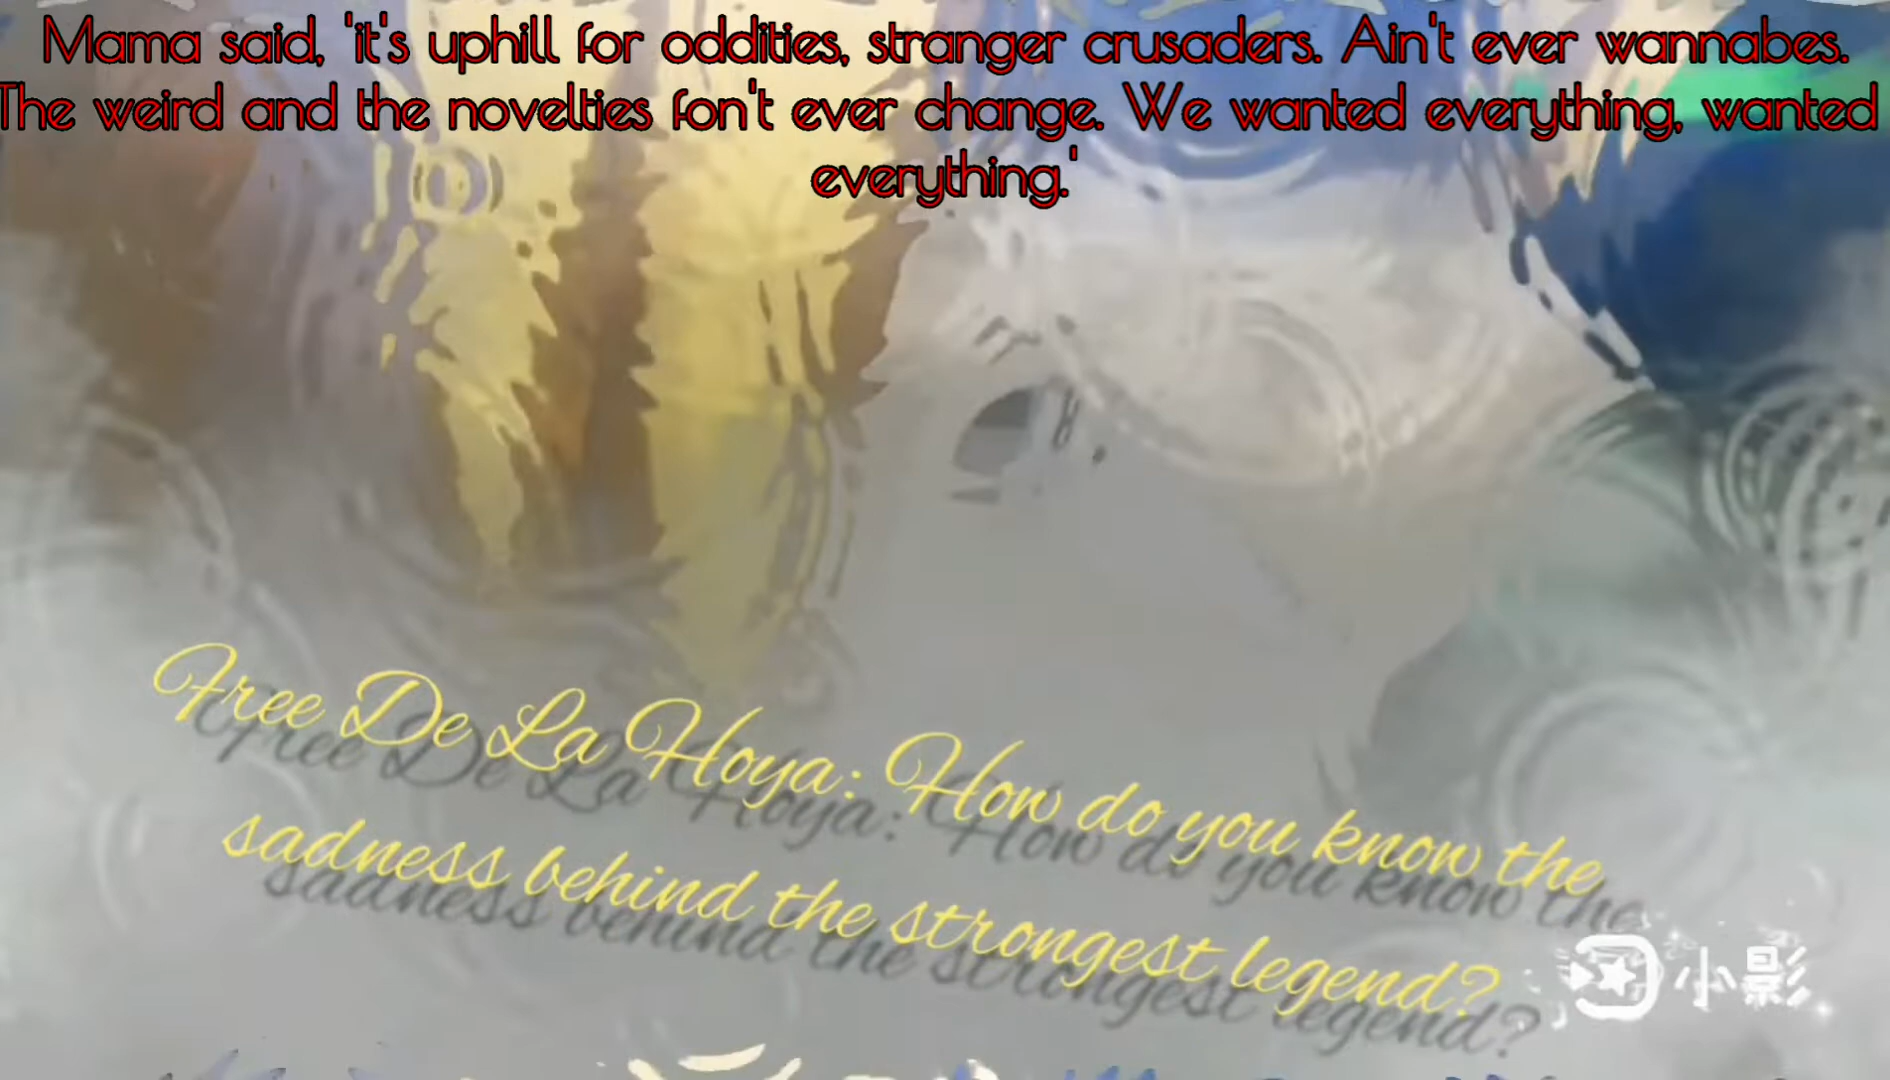 Mama said, 'it's uphill for oddities, stranger crusaders. Ain't ever wannabes.
The weird and the novelties fon't ever change. We wanted everything, wanted
everything.'
Free De La Hoya: How do you know the
sadness behind the strongest legend?
小影